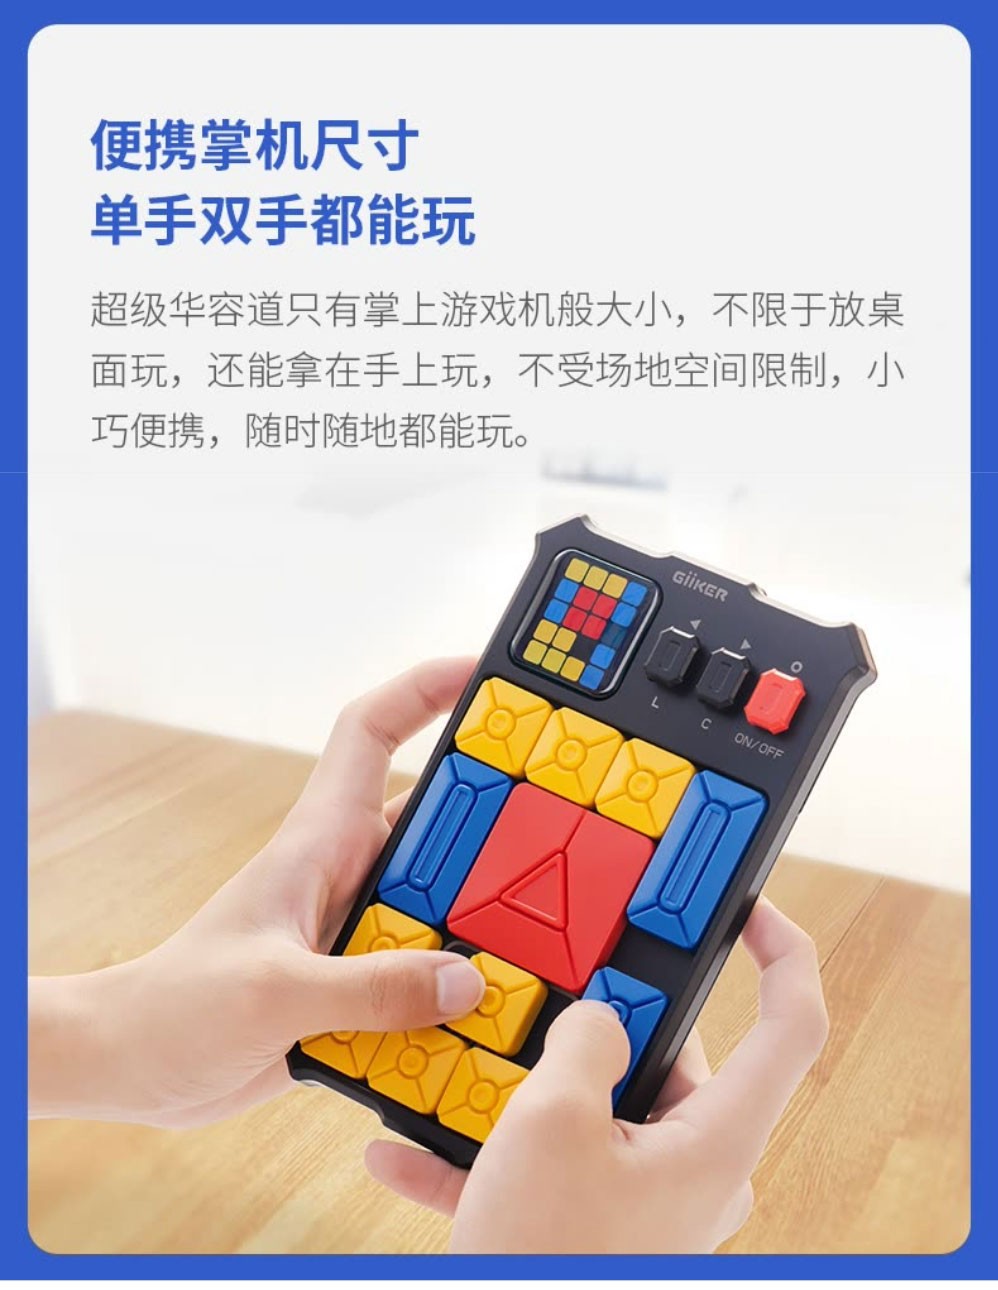 便携掌机尺寸
单手双手都能玩
超级华容道只有掌上游戏机般大小，不限于放桌
面玩，还能拿在手上玩，不受场地空间限制，小
巧便携，随时随地都能玩。
GiiKER
L
C
ON/OFF